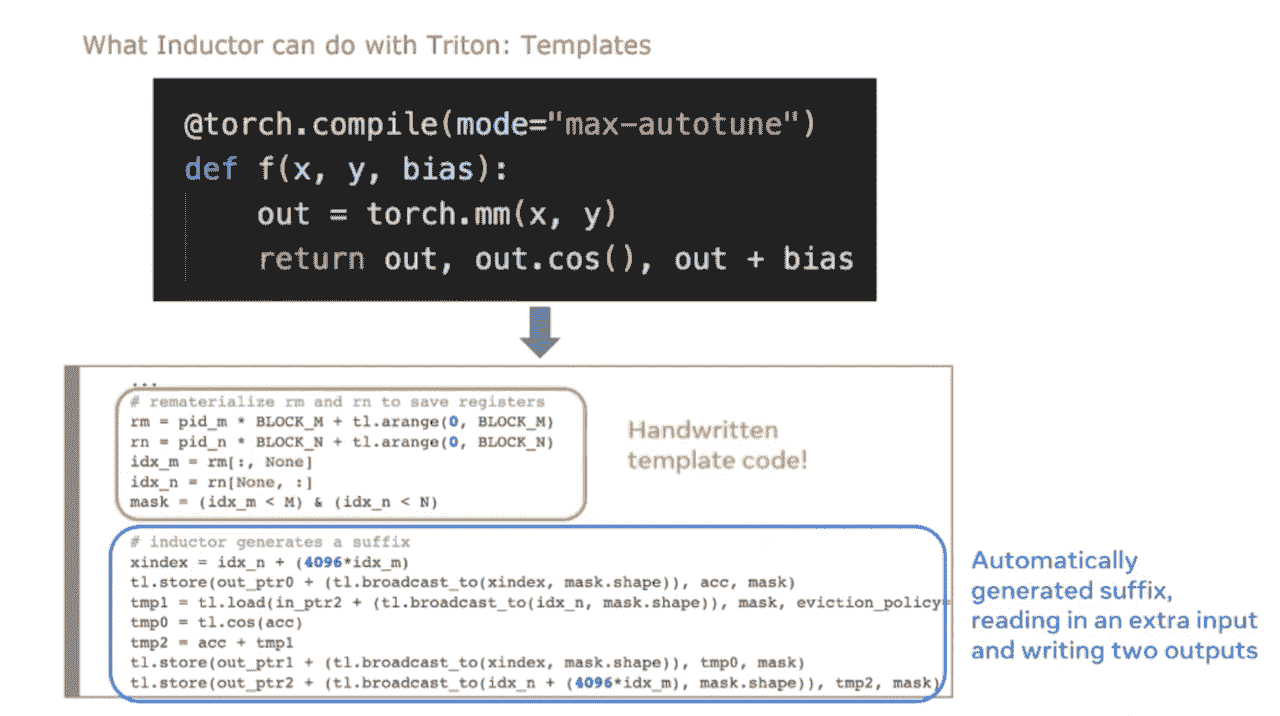 What Inductor can do with Triton: Templates
@torch.compile(mode="max-autotune")
def f(x, y, bias):
    out = torch.mm(x, y)
    return out, out.cos(), out + bias
...
# rematerialize rm and rn to save registers
rm = pid_m * BLOCK_M + tl.arange(0, BLOCK_M)
rn = pid_n * BLOCK_N + tl.arange(0, BLOCK_N)
idx_m = rm[:, None]
idx_n = rn[None, :]
mask = (idx_m < M) & (idx_n < N)
Handwritten
template code!
# inductor generates a suffix
xindex = idx_n + (4096*idx_m)
tl.store(out_ptr0 + (tl.broadcast_to(xindex, mask.shape)), acc, mask)
tmp1 = tl.load(in_ptr2 + (tl.broadcast_to(idx_n, mask.shape)), mask, eviction_policy=
tmp0 = tl.cos(acc)
tmp2 = acc + tmp1
tl.store(out_ptr1 + (tl.broadcast_to(xindex, mask.shape)), tmp0, mask)
tl.store(out_ptr2 + (tl.broadcast_to(idx_n + (4096*idx_m), mask.shape)), tmp2, mask)
Automatically
generated suffix,
reading in an extra input
and writing two outputs